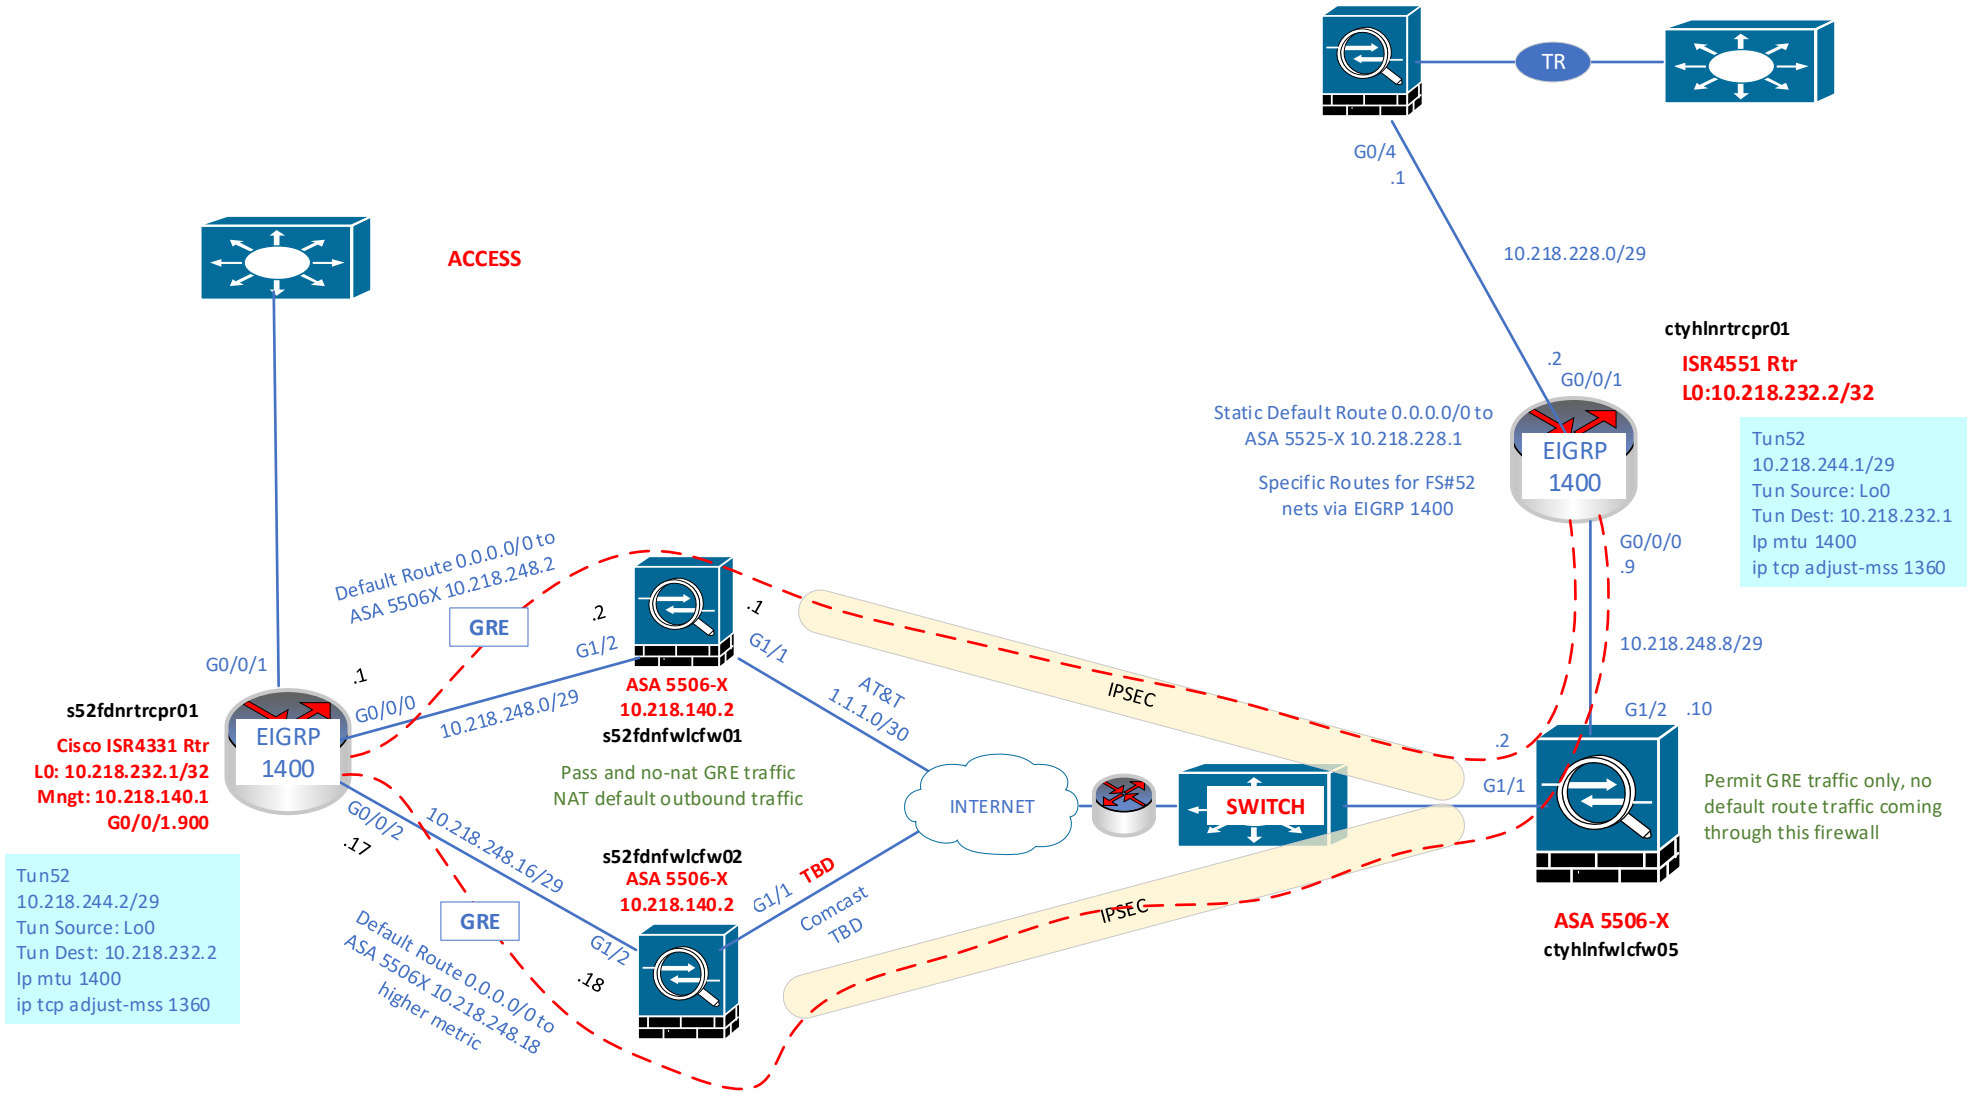 TR
G0/4
.1
10.218.228.0/29
ACCESS
ctyhlnrtrcpr01
ISR4551 Rtr
L0:10.218.232.2/32
.2
G0/0/1
Static Default Route 0.0.0.0/0 to
ASA 5525-X 10.218.228.1
Specific Routes for FS#52
nets via EIGRP 1400
EIGRP
1400
Tun52
10.218.244.1/29
Tun Source: Lo0
Tun Dest: 10.218.232.1
Ip mtu 1400
ip tcp adjust-mss 1360
G0/0/0
.9
10.218.248.8/29
G1/2
.10
Default Route 0.0.0.0/0 to
ASA 5506X 10.218.248.2
GRE
.2
G1/2
.1
G1/1
G0/0/1
.1
G0/0/0
10.218.248.0/29
ASA 5506-X
10.218.140.2
s52fdnfwlcfw01
AT&T
1.1.1.0/30
IPSEC
s52fdnrtrcpr01
Cisco ISR4331 Rtr
L0: 10.218.232.1/32
Mngt: 10.218.140.1
G0/0/1.900
EIGRP
1400
Pass and no-nat GRE traffic
NAT default outbound traffic
INTERNET
SWITCH
.2
G1/1
Permit GRE traffic only, no
default route traffic coming
through this firewall
G0/0/2
.17
10.218.248.16/29
s52fdnfwlcfw02
ASA 5506-X
10.218.140.2
G1/1
TBD
Comcast
TBD
IPSEC
ASA 5506-X
ctyhlnfwlcfw05
Tun52
10.218.244.2/29
Tun Source: Lo0
Tun Dest: 10.218.232.2
Ip mtu 1400
ip tcp adjust-mss 1360
GRE
G1/2
.18
Default Route 0.0.0.0/0 to
ASA 5506X 10.218.248.18
higher metric